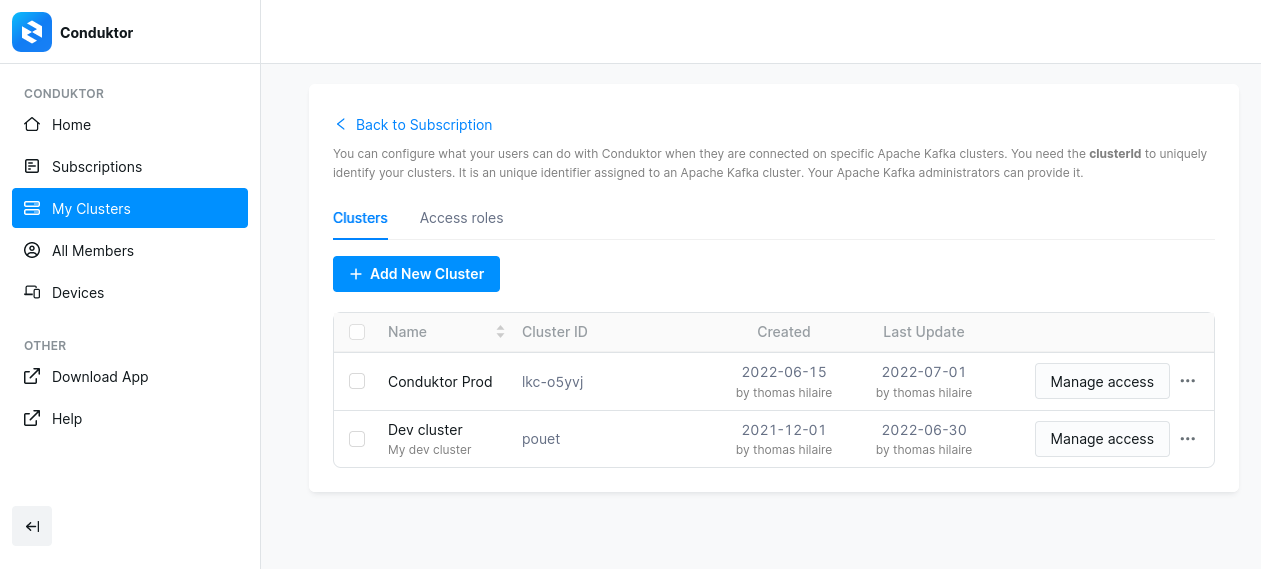 Conduktor
CONDUKTOR
Home
Subscriptions
My Clusters
All Members
Devices
OTHER
Download App
Help
Back to Subscription
You can configure what your users can do with Conduktor when they are connected on specific Apache Kafka clusters. You need the clusterId to uniquely
identify your clusters. It is an unique identifier assigned to an Apache Kafka cluster. Your Apache Kafka administrators can provide it.
Clusters Access roles
+ Add New Cluster
Name Cluster ID Created Last Update
Conduktor Prod lkc-o5yvj 2022-06-15 2022-07-01 Manage access
by thomas hilaire by thomas hilaire
Dev cluster pouet 2021-12-01 2022-06-30 Manage access
My dev cluster by thomas hilaire by thomas hilaire